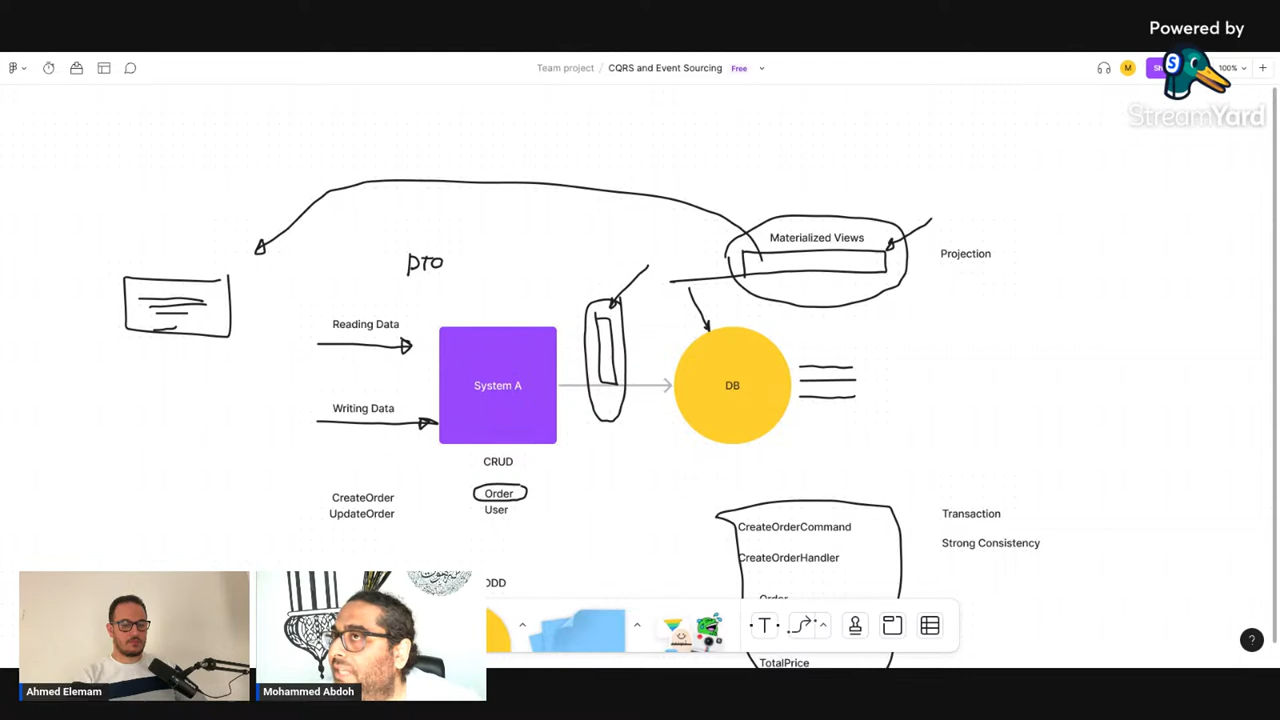 Powered by
StreamYard
Team project / CQRS and Event Sourcing Free
M
Sh
100%
Materialized Views
Projection
DTO
Reading Data
System A
DB
Writing Data
CRUD
Order
User
CreateOrder
UpdateOrder
Transaction
CreateOrderCommand
Strong Consistency
CreateOrderHandler
DDD
Order
T
TotalPrice
Ahmed Elemam
Mohammed Abdoh